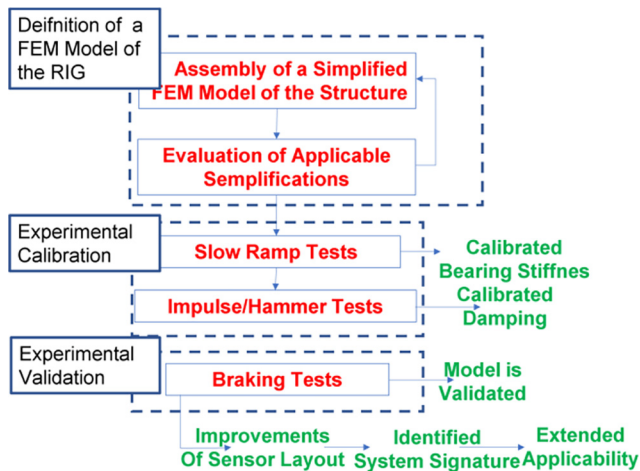 Deifnition of a
FEM Model of
the RIG
Assembly of a Simplified
FEM Model of the Structure
Evaluation of Applicable
Semplifications
Experimental
Calibration
Slow Ramp Tests
Calibrated
Bearing Stiffnes
Impulse/Hammer Tests
Calibrated
Damping
Experimental
Validation
Braking Tests
Model is
Validated
Improvements
Of Sensor Layout
Identified
System Signature
Extended
Applicability